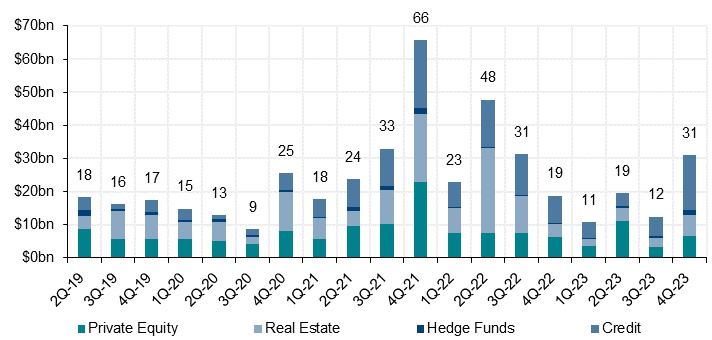 $70bn
$60bn
$50bn
$40bn
$30bn
$20bn
$10bn
$0bn
18
16
17
15
13
9
25
18
24
33
66
23
48
31
19
11
19
12
31
2Q-19
3Q-19
4Q-19
1Q-20
2Q-20
3Q-20
4Q-20
1Q-21
2Q-21
3Q-21
4Q-21
1Q-22
2Q-22
3Q-22
4Q-22
1Q-23
2Q-23
3Q-23
4Q-23
Private Equity Real Estate Hedge Funds Credit